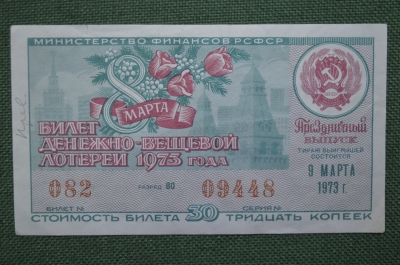 МИНИСТЕРСТВО ФИНАНСОВ РСФСР
8
МАРТА
БИЛЕТ
ДЕНЕЖНО-ВЕЩЕВОЙ
ЛОТЕРЕИ 1973 ГОДА
Праздничный
ВЫПУСК
ТИРАЖ ВЫИГРЫШЕЙ
СОСТОИТСЯ
9 МАРТА
1973 г.
082 РАЗРЯД 80 09448
БИЛЕТ № СЕРИЯ №
СТОИМОСТЬ БИЛЕТА 30 ТРИДЦАТЬ КОПЕЕК